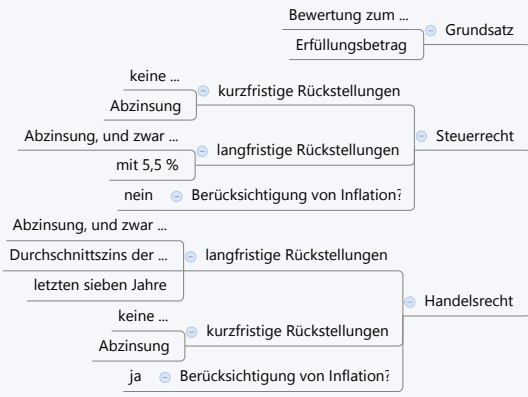 Bewertung zum ...
Grundsatz
Erfüllungsbetrag
keine ...
kurzfristige Rückstellungen
Abzinsung
Abzinsung, und zwar ...
langfristige Rückstellungen
Steuerrecht
mit 5,5 %
nein Berücksichtigung von Inflation?
Abzinsung, und zwar ...
Durchschnittszins der ... langfristige Rückstellungen
letzten sieben Jahre
Handelsrecht
keine ...
kurzfristige Rückstellungen
Abzinsung
ja Berücksichtigung von Inflation?